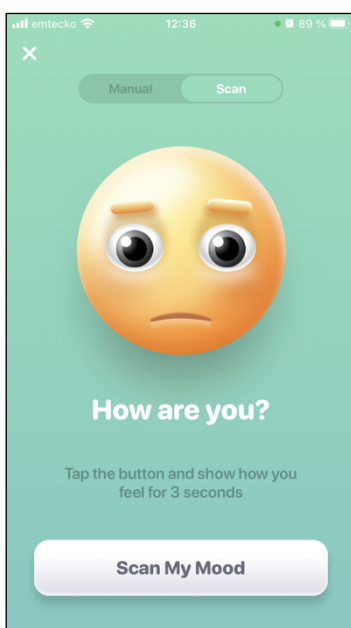 emtecko 12:36 89 %
Manual Scan
How are you?
Tap the button and show how you
feel for 3 seconds
Scan My Mood